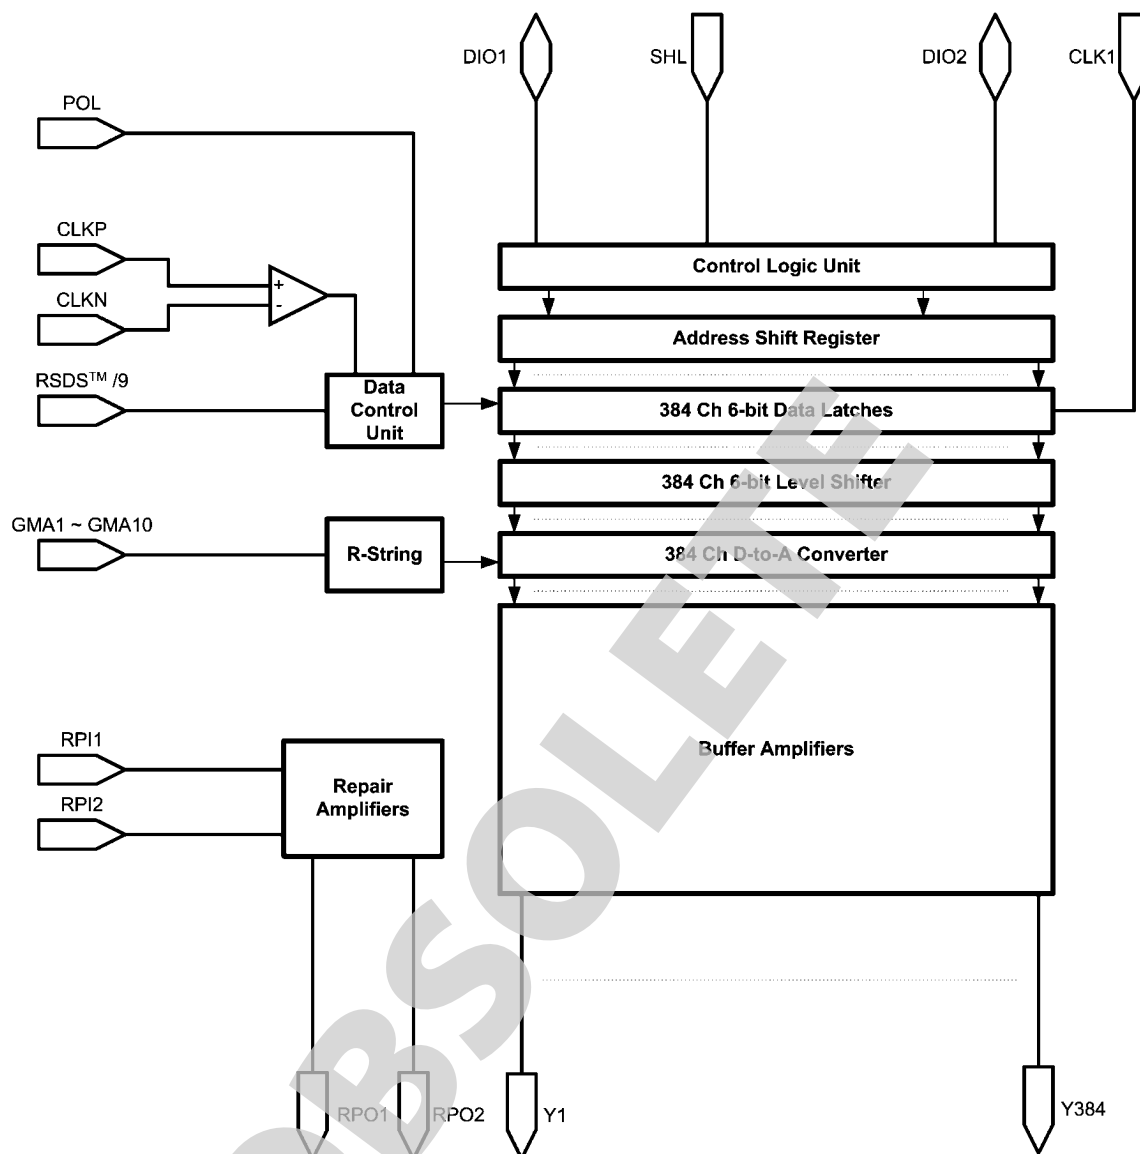 DIO1
SHL
DIO2
CLK1
POL
CLKP
CLKN
+
-
RSDS™ /9
Data
Control
Unit
Control Logic Unit
Address Shift Register
384 Ch 6-bit Data Latches
384 Ch 6-bit Level Shifter
GMA1 ~ GMA10
R-String
384 Ch D-to-A Converter
Buffer Amplifiers
RPI1
RPI2
Repair
Amplifiers
RPO1
RPO2
Y1
Y384
OBSOLETE